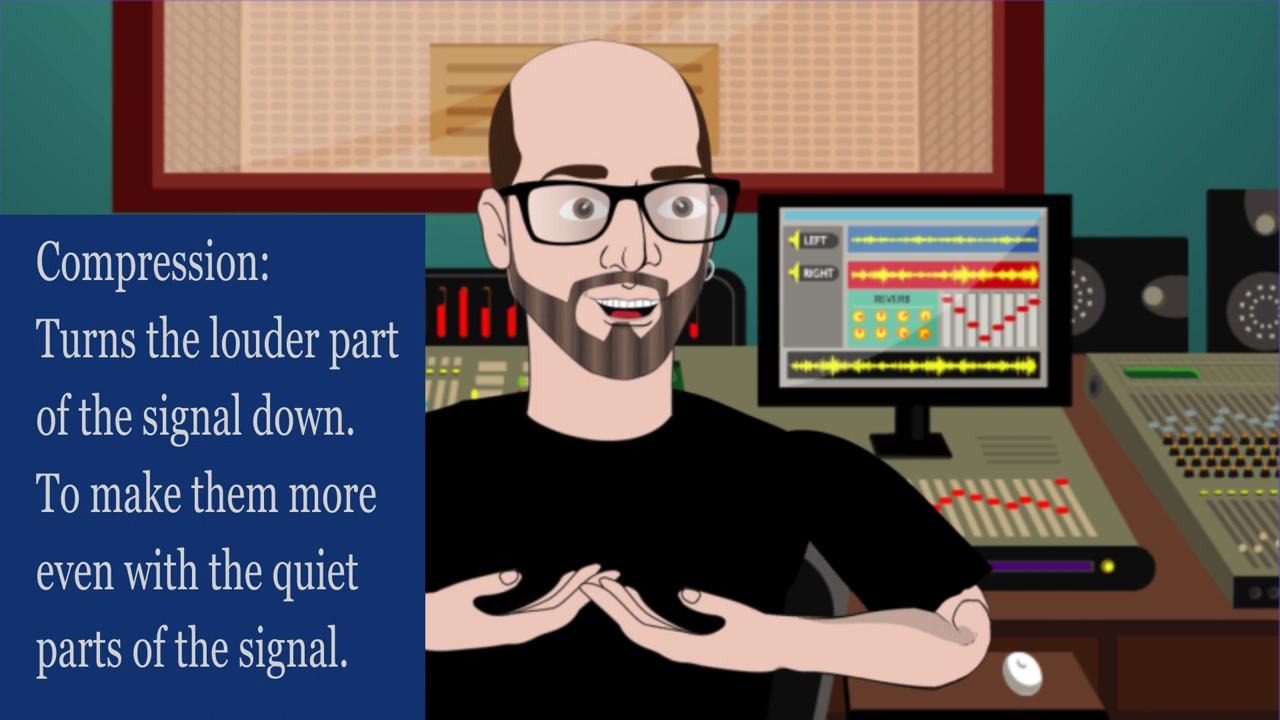 Compression:
Turns the louder part
of the signal down.
To make them more
even with the quiet
parts of the signal.
LEFT
RIGHT
REVERB